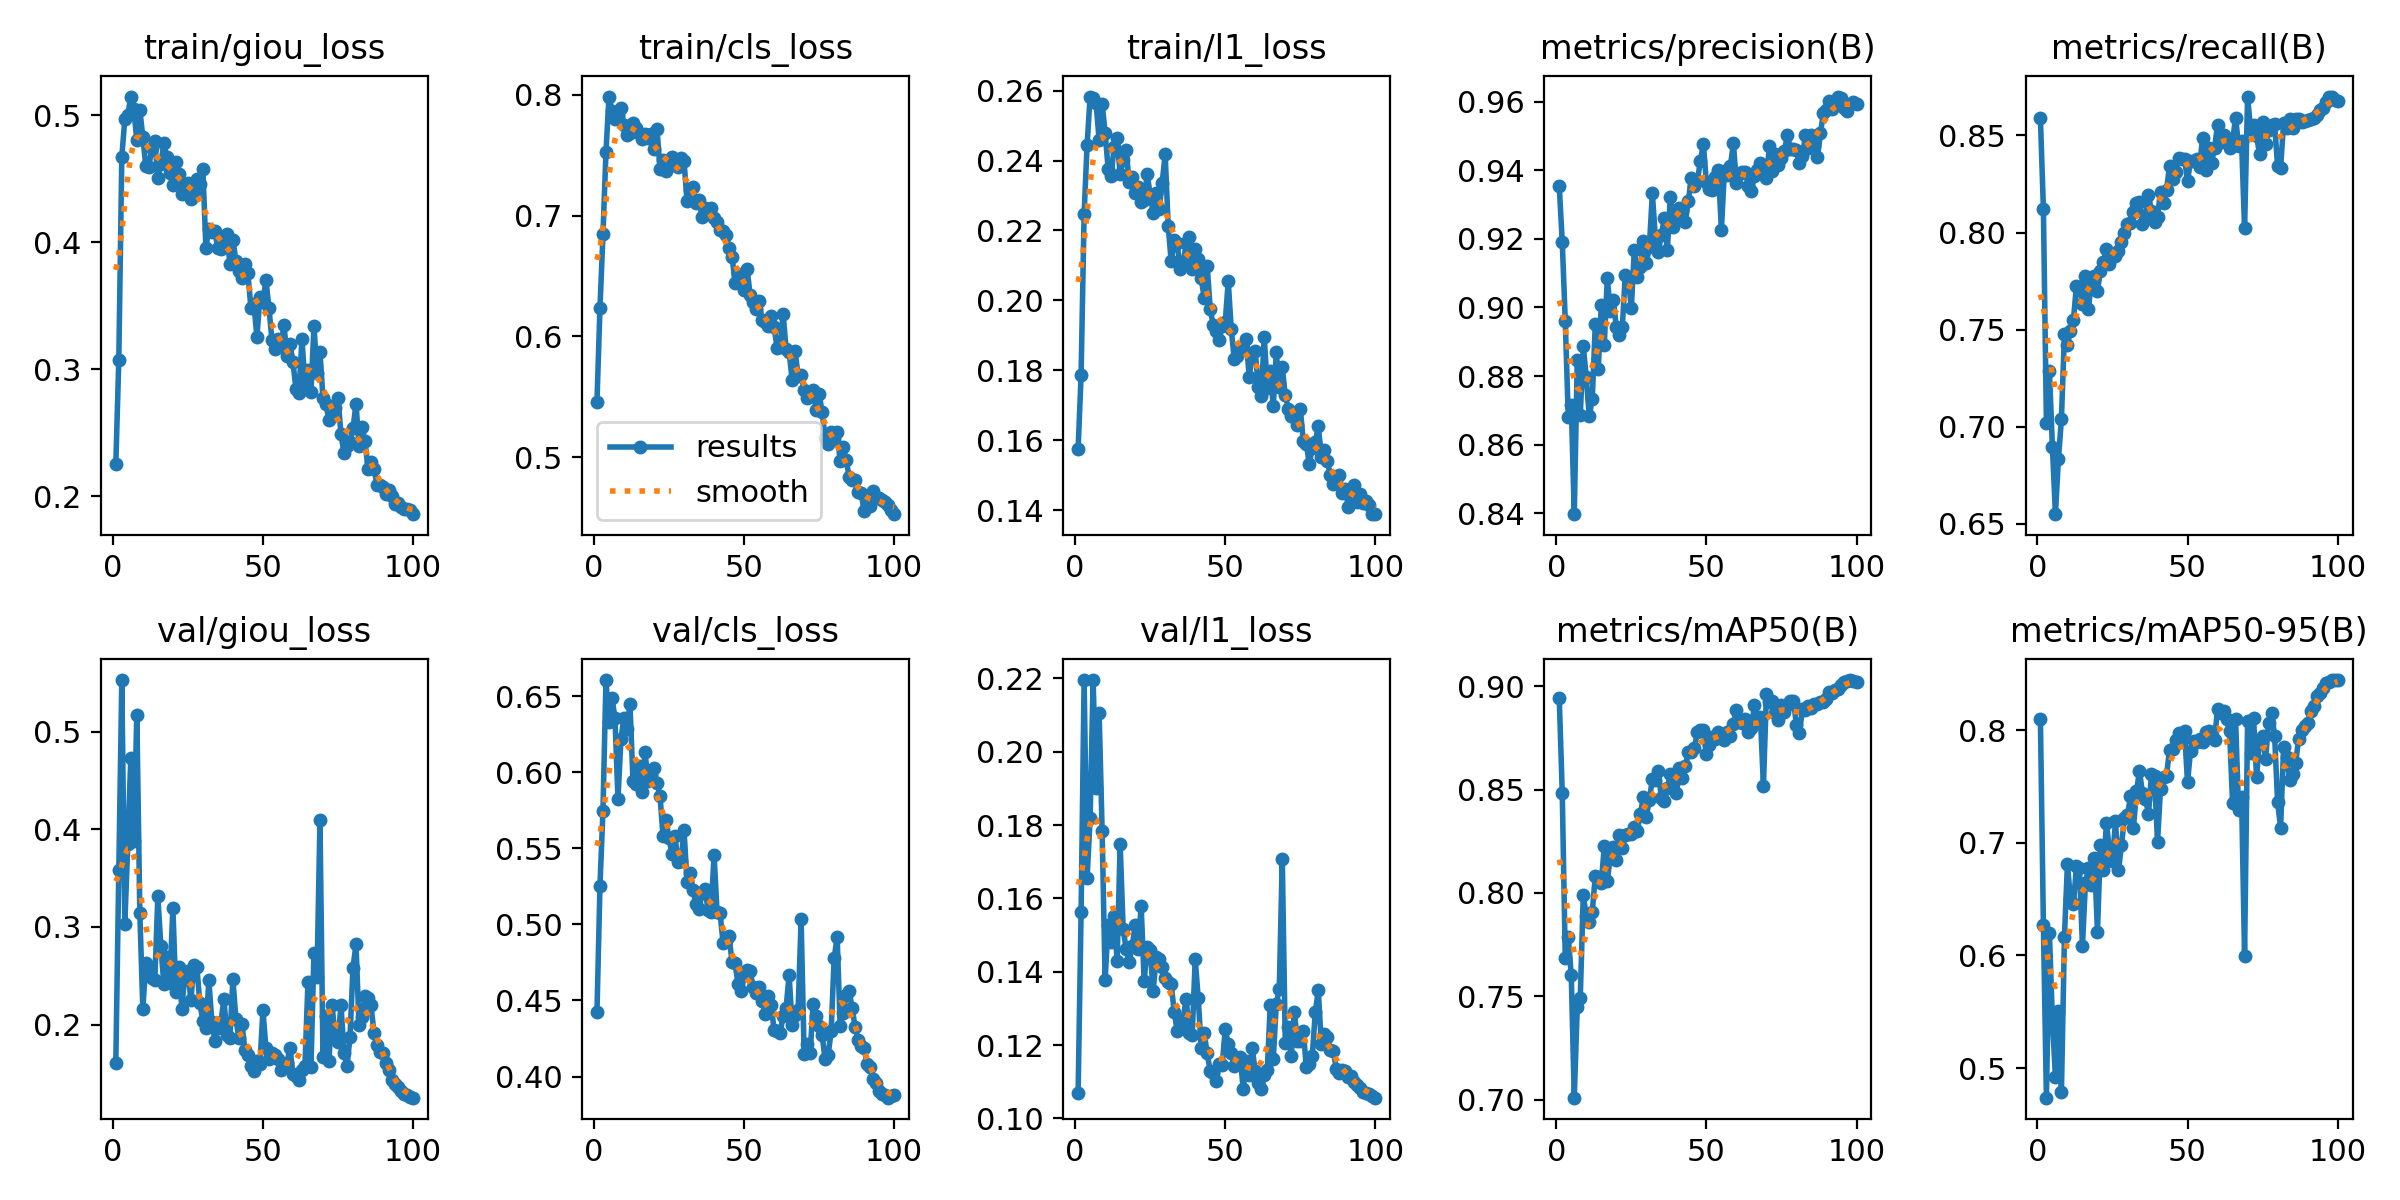 train/giou_loss
train/cls_loss
train/l1_loss
metrics/precision(B)
metrics/recall(B)
0.5
0.4
0.3
0.2
0 50 100
0.8
0.7
0.6
0.5
results
smooth
0 50 100
0.26
0.24
0.22
0.20
0.18
0.16
0.14
0 50 100
0.96
0.94
0.92
0.90
0.88
0.86
0.84
0 50 100
0.85
0.80
0.75
0.70
0.65
0 50 100
val/giou_loss
val/cls_loss
val/l1_loss
metrics/mAP50(B)
metrics/mAP50-95(B)
0.5
0.4
0.3
0.2
0 50 100
0.65
0.60
0.55
0.50
0.45
0.40
0 50 100
0.22
0.20
0.18
0.16
0.14
0.12
0.10
0 50 100
0.90
0.85
0.80
0.75
0.70
0 50 100
0.8
0.7
0.6
0.5
0 50 100